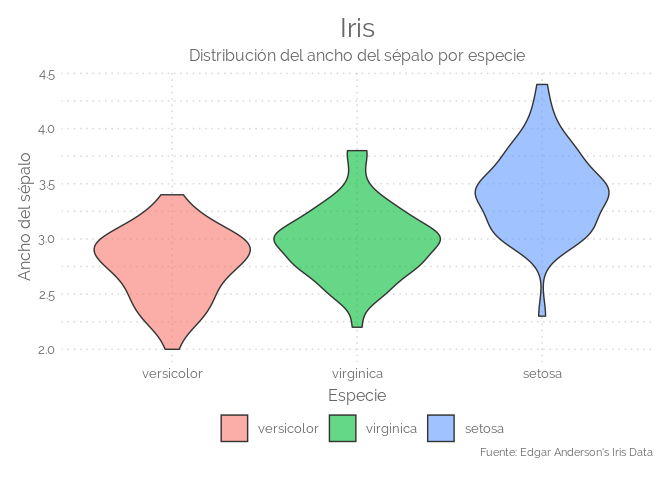 Iris
Distribución del ancho del sépalo por especie
Ancho del sépalo
4.5
4.0
3.5
3.0
2.5
2.0
versicolor virginica setosa
Especie
versicolor virginica setosa
Fuente: Edgar Anderson's Iris Data